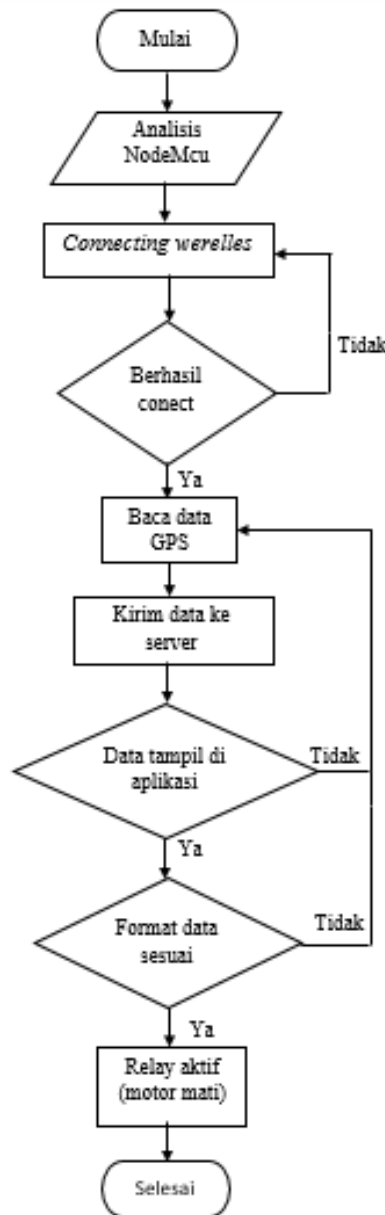 Mulai
Analisis
NodeMcu
Connecting werelles
Tidak
Berhasil
conect
Ya
Baca data
GPS
Kirim data ke
server
Data tampil di
aplikasi
Tidak
Ya
Format data
sesuai
Tidak
Ya
Relay aktif
(motor mati)
Selesai